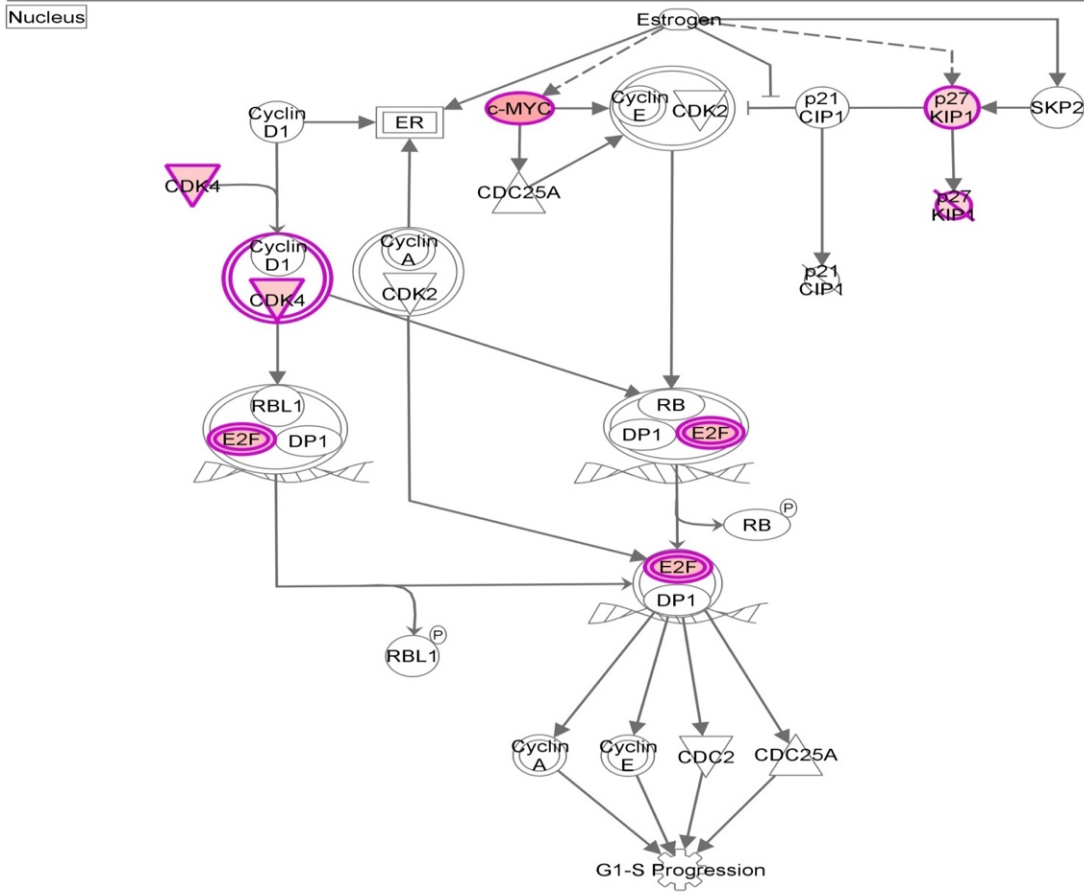 Nucleus
Estrogen
Cyclin
D1
ER
c-MYC
Cyclin
E
CDK2
p21
CIP1
p27
KIP1
SKP2
CDK4
CDC25A
p27
KIP1
Cyclin
D1
CDK4
Cyclin
A
CDK2
p21
CIP1
RBL1
E2F
DP1
RB
DP1
E2F
RB
P
E2F
DP1
RBL1
P
Cyclin
A
Cyclin
E
CDC2
CDC25A
G1-S Progression